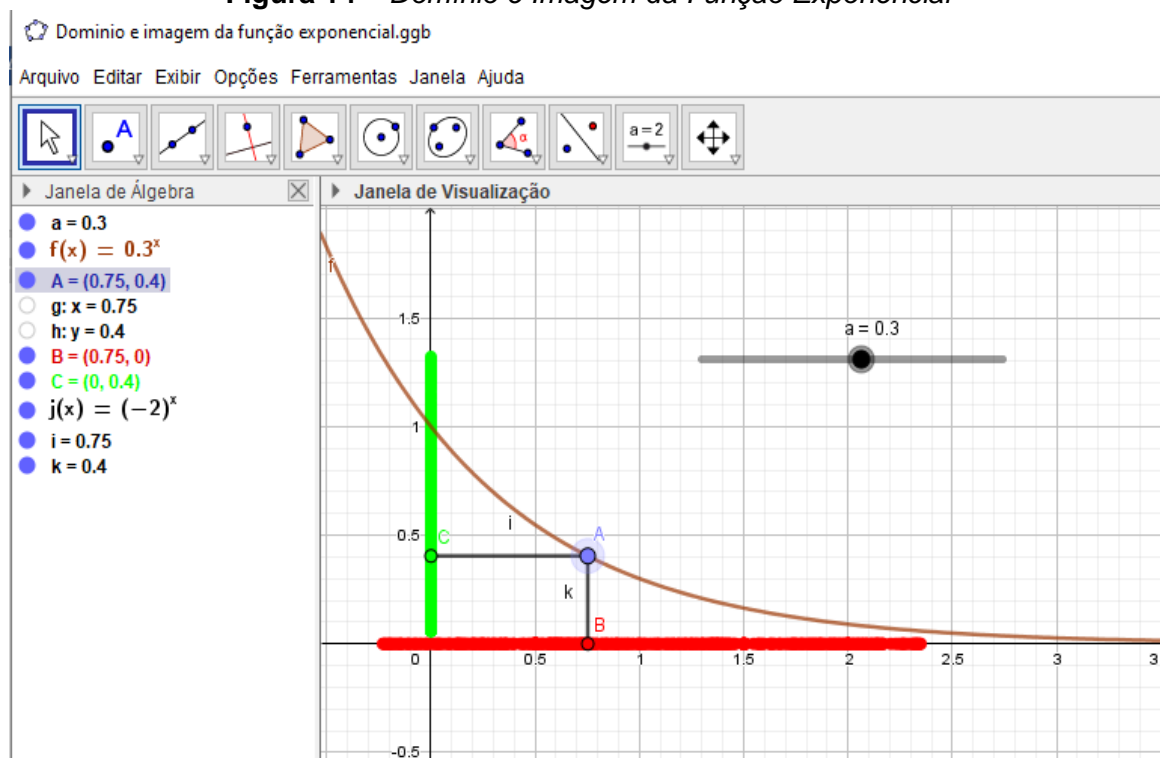 Figura 14 – Domínio e Imagem da Função Exponencial
Dominio e imagem da função exponencial.ggb
Arquivo Editar Exibir Opções Ferramentas Janela Ajuda
A
α
a=2
Janela de Álgebra
Janela de Visualização
a = 0.3
f(x) = 0.3ˣ
A = (0.75, 0.4)
g: x = 0.75
h: y = 0.4
B = (0.75, 0)
C = (0, 0.4)
j(x) = (−2)ˣ
i = 0.75
k = 0.4
f
1.5
a = 0.3
1
i
0.5
C
A
k
B
0
0.5
1
1.5
2
2.5
3
3
-0.5